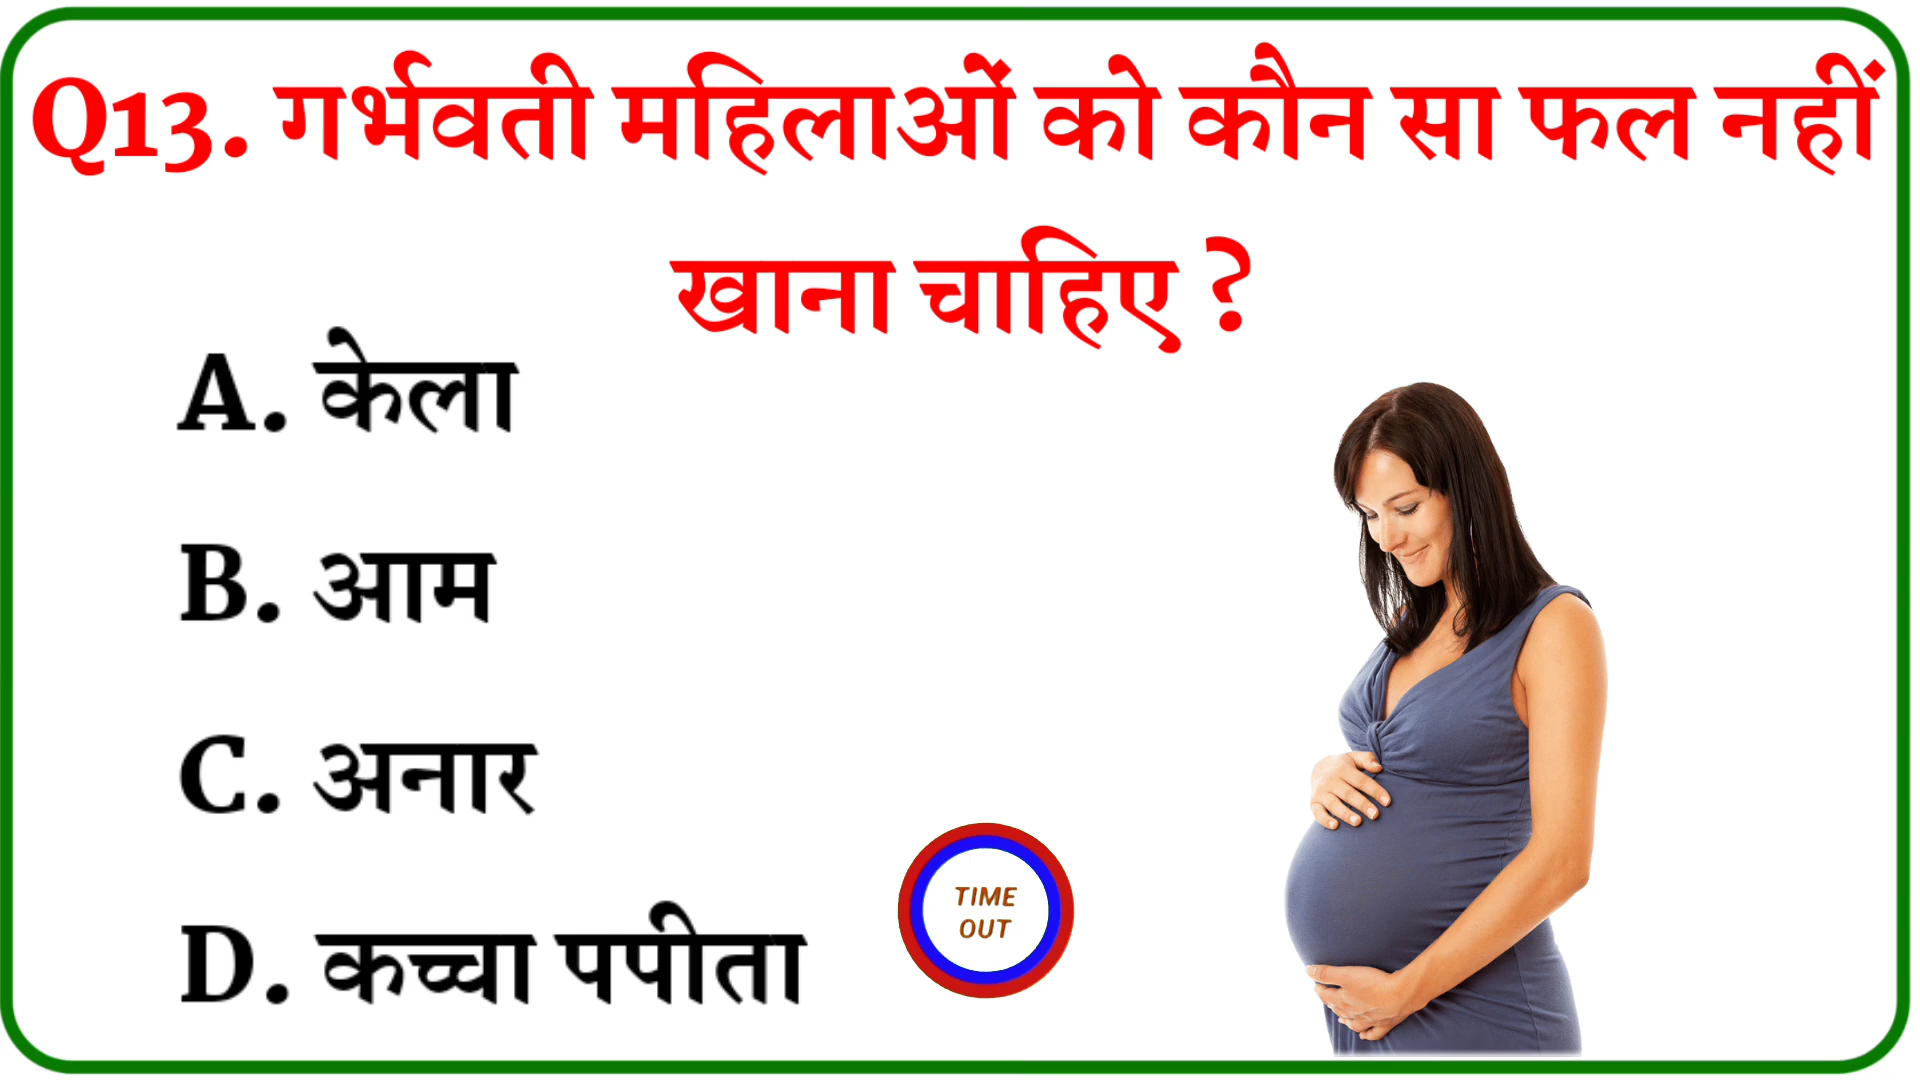 Q13. गर्भवती महिलाओं को कौन सा फल नहीं
खाना चाहिए ?
A. केला
B. आम
C. अनार
D. कच्चा पपीता
TIME
OUT